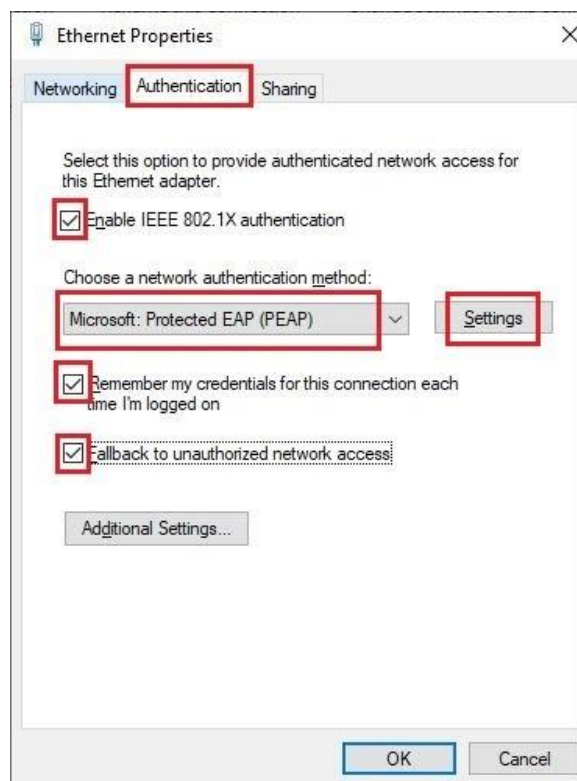 Ethernet Properties
Networking Authentication Sharing
Select this option to provide authenticated network access for
this Ethernet adapter.
Enable IEEE 802.1X authentication
Choose a network authentication method:
Microsoft: Protected EAP (PEAP) Settings
Remember my credentials for this connection each
time I'm logged on
Fallback to unauthorized network access
Additional Settings...
OK Cancel